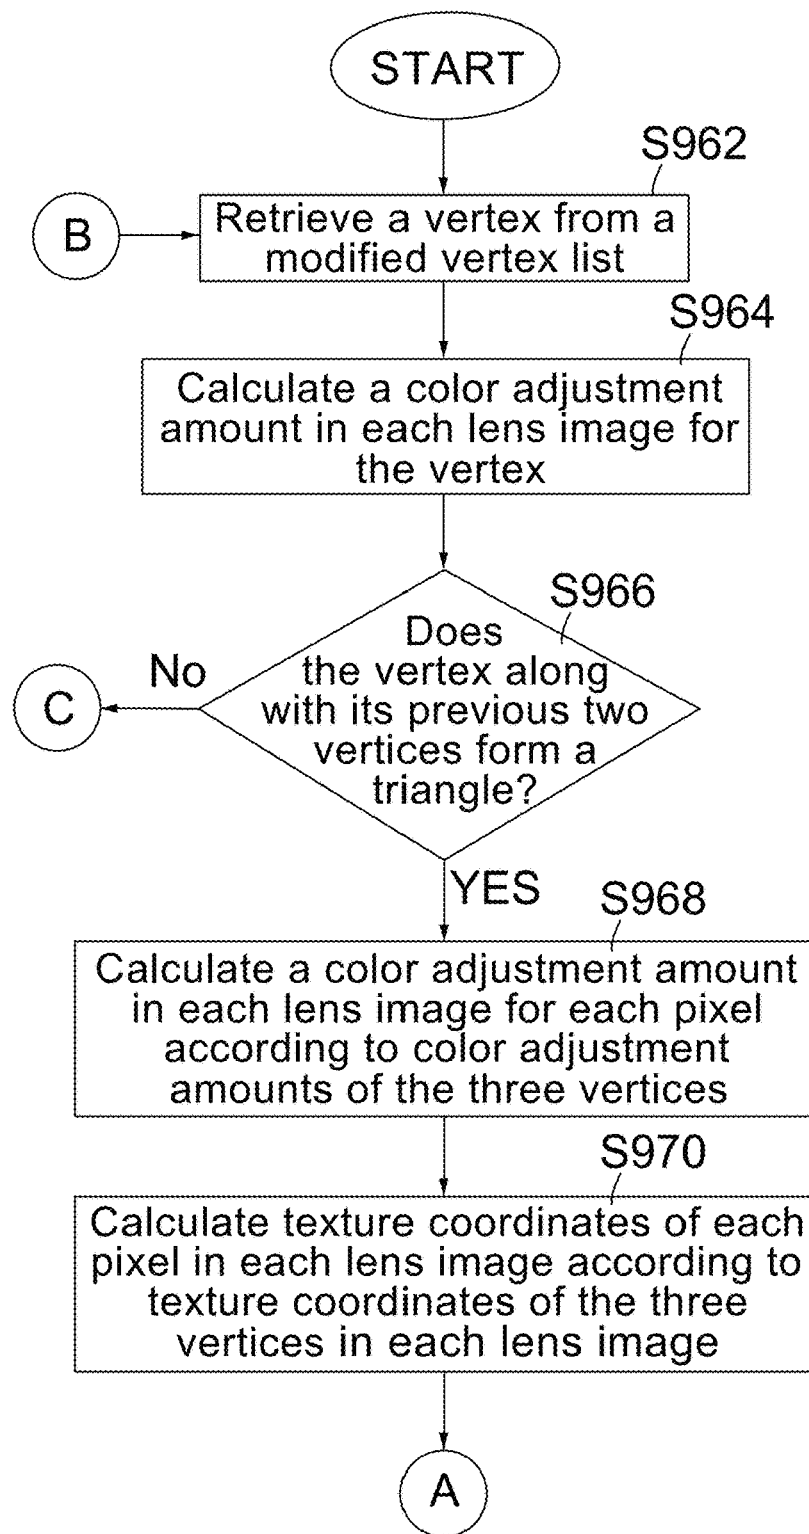 START
S962
B
Retrieve a vertex from a
modified vertex list
S964
Calculate a color adjustment
amount in each lens image for
the vertex
S966
Does
the vertex along
with its previous two
vertices form a
triangle?
No
C
YES
S968
Calculate a color adjustment amount
in each lens image for each pixel
according to color adjustment
amounts of the three vertices
S970
Calculate texture coordinates of each
pixel in each lens image according to
texture coordinates of the three
vertices in each lens image
A